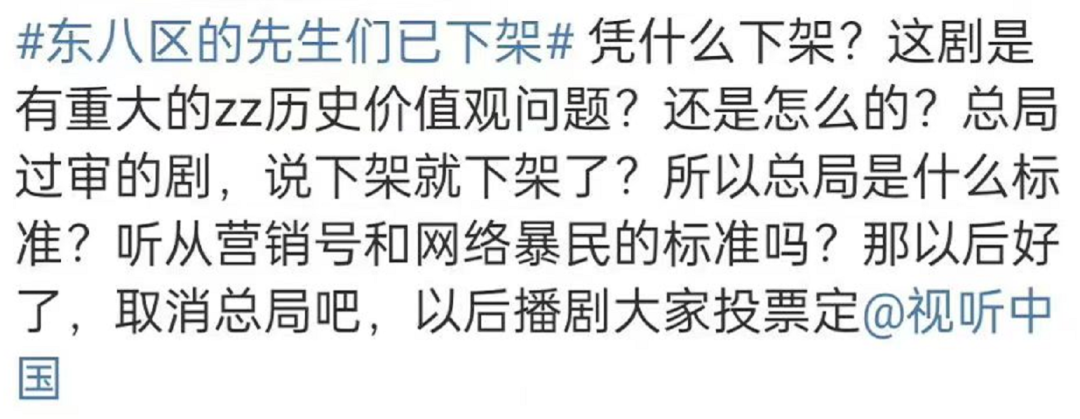 #东八区的先生们已下架# 凭什么下架？这剧是
有重大的zz历史价值观问题？还是怎么的？总局
过审的剧，说下架就下架了？所以总局是什么标
准？听从营销号和网络暴民的标准吗？那以后好
了，取消总局吧，以后播剧大家投票定@视听中
国